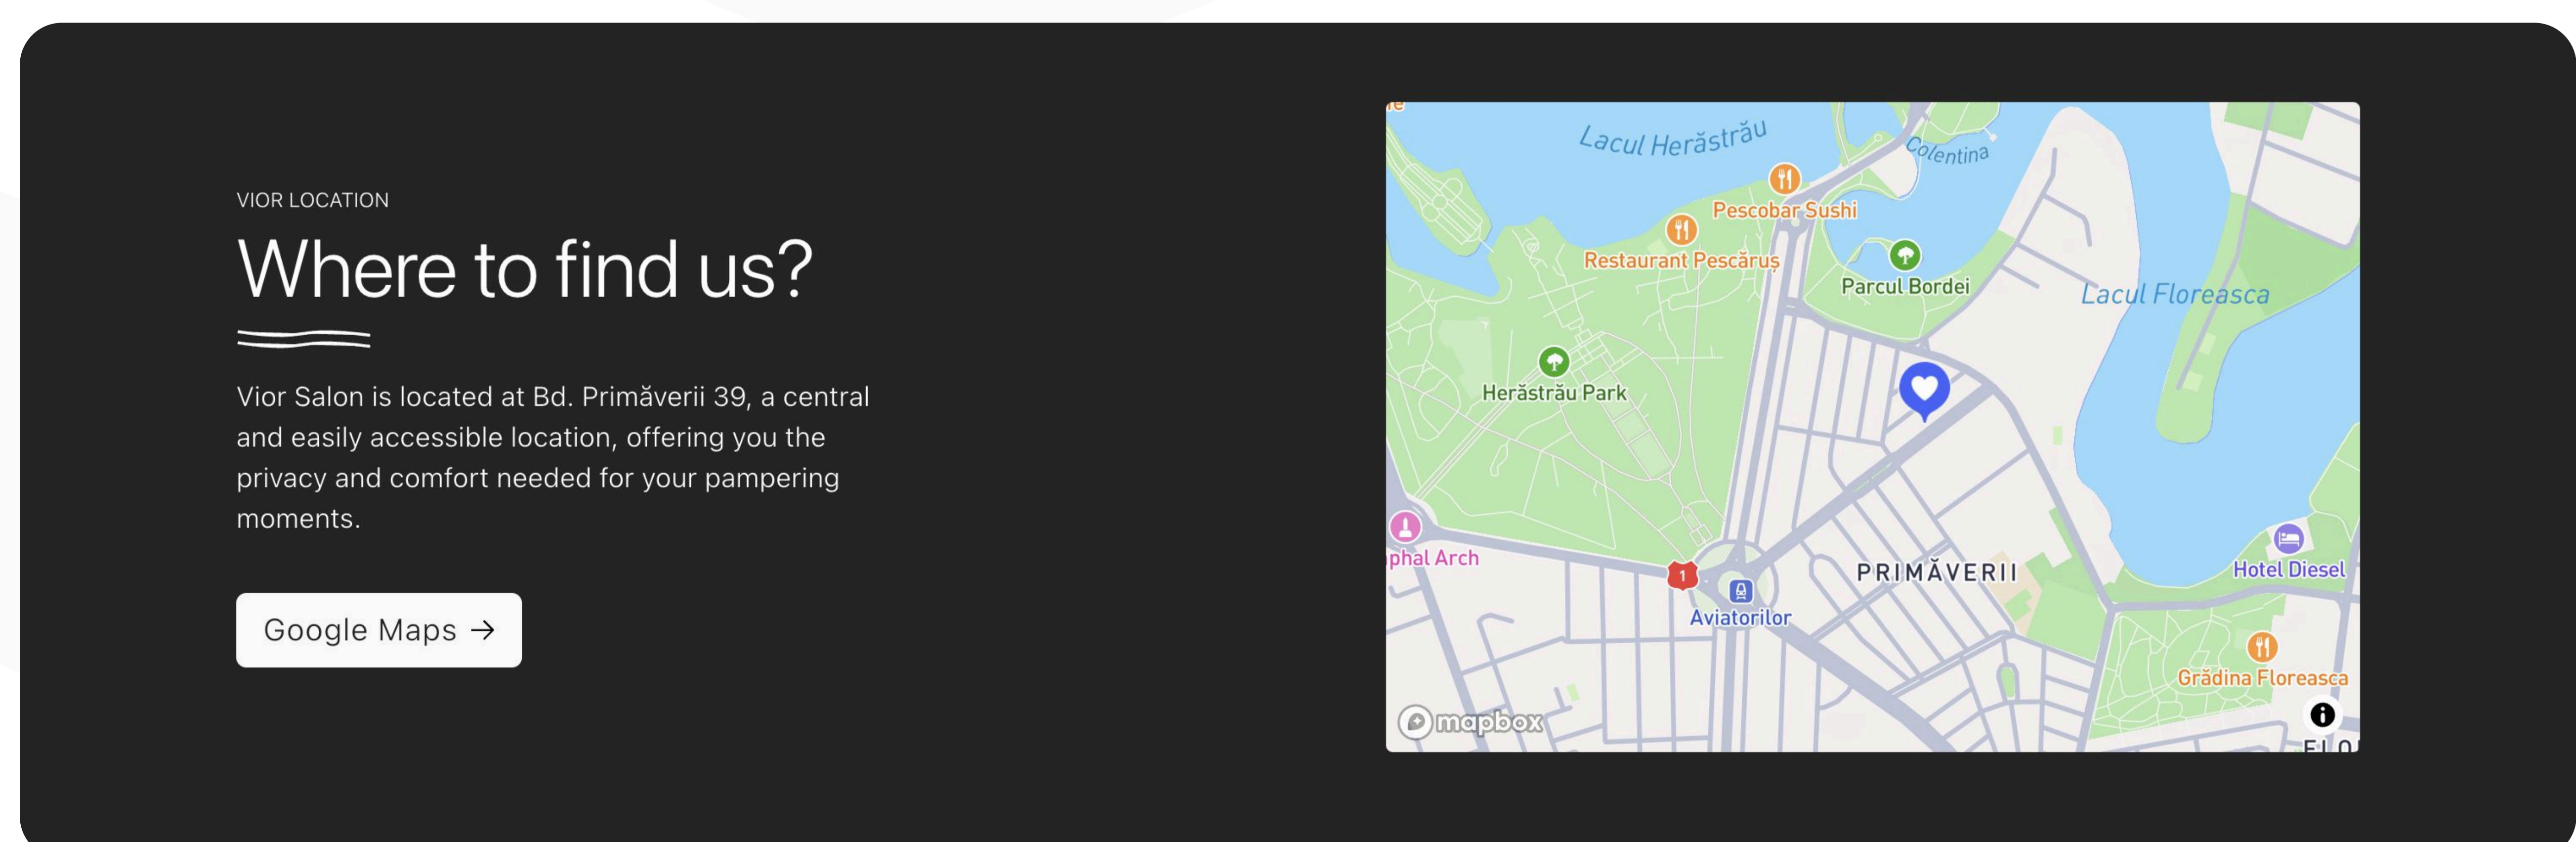 VIOR LOCATION
Where to find us?
Vior Salon is located at Bd. Primăverii 39, a central
and easily accessible location, offering you the
privacy and comfort needed for your pampering
moments.
Google Maps →
Lacul Herăstrău
Colentina
Pescobar Sushi
Restaurant Pescăruș
Parcul Bordei
Lacul Floreasca
Herăstrău Park
phal Arch
1
PRIMĂVERII
Hotel Diesel
Aviatorilor
Grădina Floreasca
mapbox